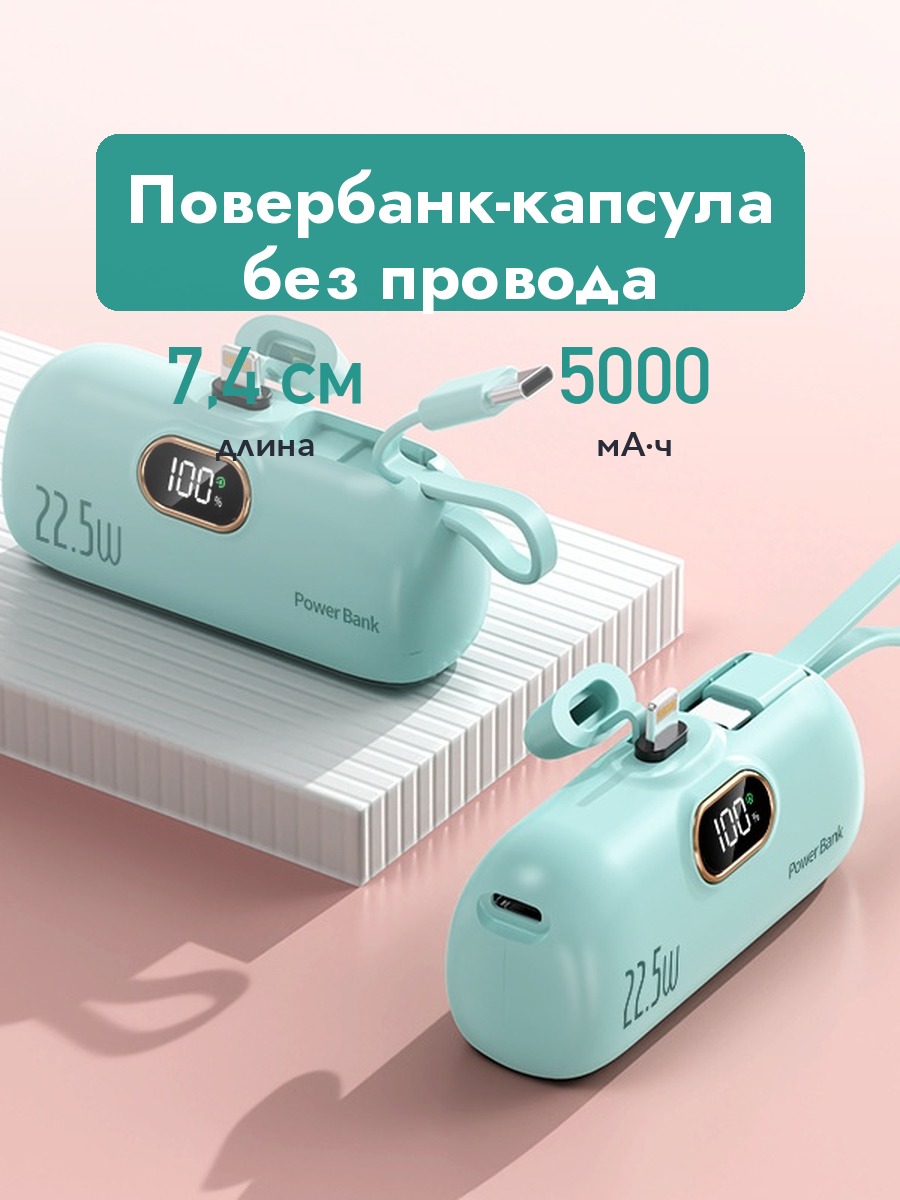 Повербанк-капсула
без провода
7,4 см
длина
5000
мА·ч
100
%
22.5W
Power Bank
100
%
Power Bank
22.5W